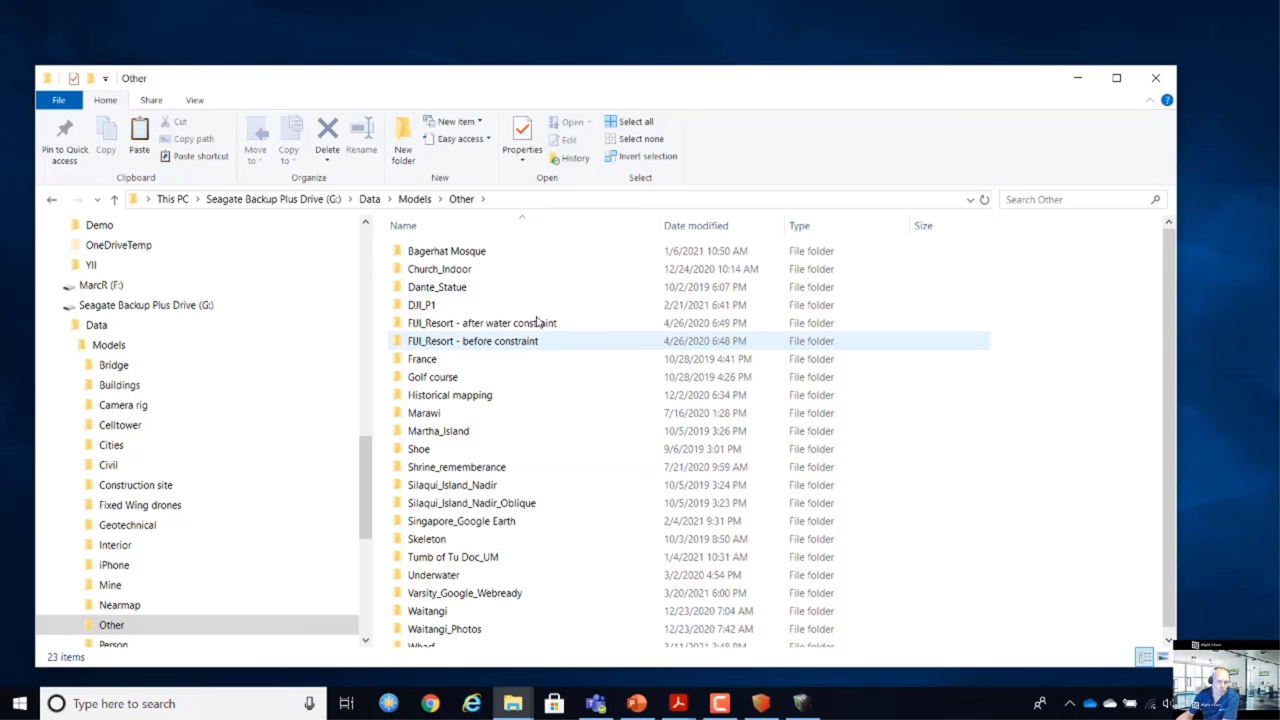 Other
File Home Share View
Pin to Quick access
Copy
Paste
Cut
Copy path
Paste shortcut
Clipboard
Move to
Copy to
Delete
Rename
Organize
New folder
New item
Easy access
New
Properties
Open
Edit
History
Open
Select all
Select none
Invert selection
Select
This PC > Seagate Backup Plus Drive (G:) > Data > Models > Other >
Search Other
Demo
OneDriveTemp
YII
MarcR (F:)
Seagate Backup Plus Drive (G:)
Data
Models
Bridge
Buildings
Camera rig
Celltower
Cities
Civil
Construction site
Fixed Wing drones
Geotechnical
Interior
iPhone
Mine
Nearmap
Other
Person
Name Date modified Type Size
Bagerhat Mosque 1/6/2021 10:50 AM File folder
Church_Indoor 12/24/2020 10:14 AM File folder
Dante_Statue 10/2/2019 6:07 PM File folder
DJI_P1 2/21/2021 6:41 PM File folder
FIJI_Resort - after water constraint 4/26/2020 6:49 PM File folder
FIJI_Resort - before constraint 4/26/2020 6:48 PM File folder
France 10/28/2019 4:41 PM File folder
Golf course 10/28/2019 4:26 PM File folder
Historical mapping 12/2/2020 6:34 PM File folder
Marawi 7/16/2020 1:28 PM File folder
Martha_Island 10/5/2019 3:26 PM File folder
Shoe 9/6/2019 3:01 PM File folder
Shrine_rememberance 7/21/2020 9:59 AM File folder
Silaqui_Island_Nadir 10/5/2019 3:24 PM File folder
Silaqui_Island_Nadir_Oblique 10/5/2019 3:23 PM File folder
Singapore_Google Earth 2/4/2021 9:31 PM File folder
Skeleton 10/3/2019 8:50 AM File folder
Tumb of Tu Doc_UM 1/4/2021 10:31 AM File folder
Underwater 3/2/2020 4:54 PM File folder
Varsity_Google_Webready 3/20/2021 6:00 PM File folder
Waitangi 12/23/2020 7:04 AM File folder
Waitangi_Photos 12/23/2020 7:42 AM File folder
Wharf 3/11/2021 3:48 PM File folder
23 items
Type here to search